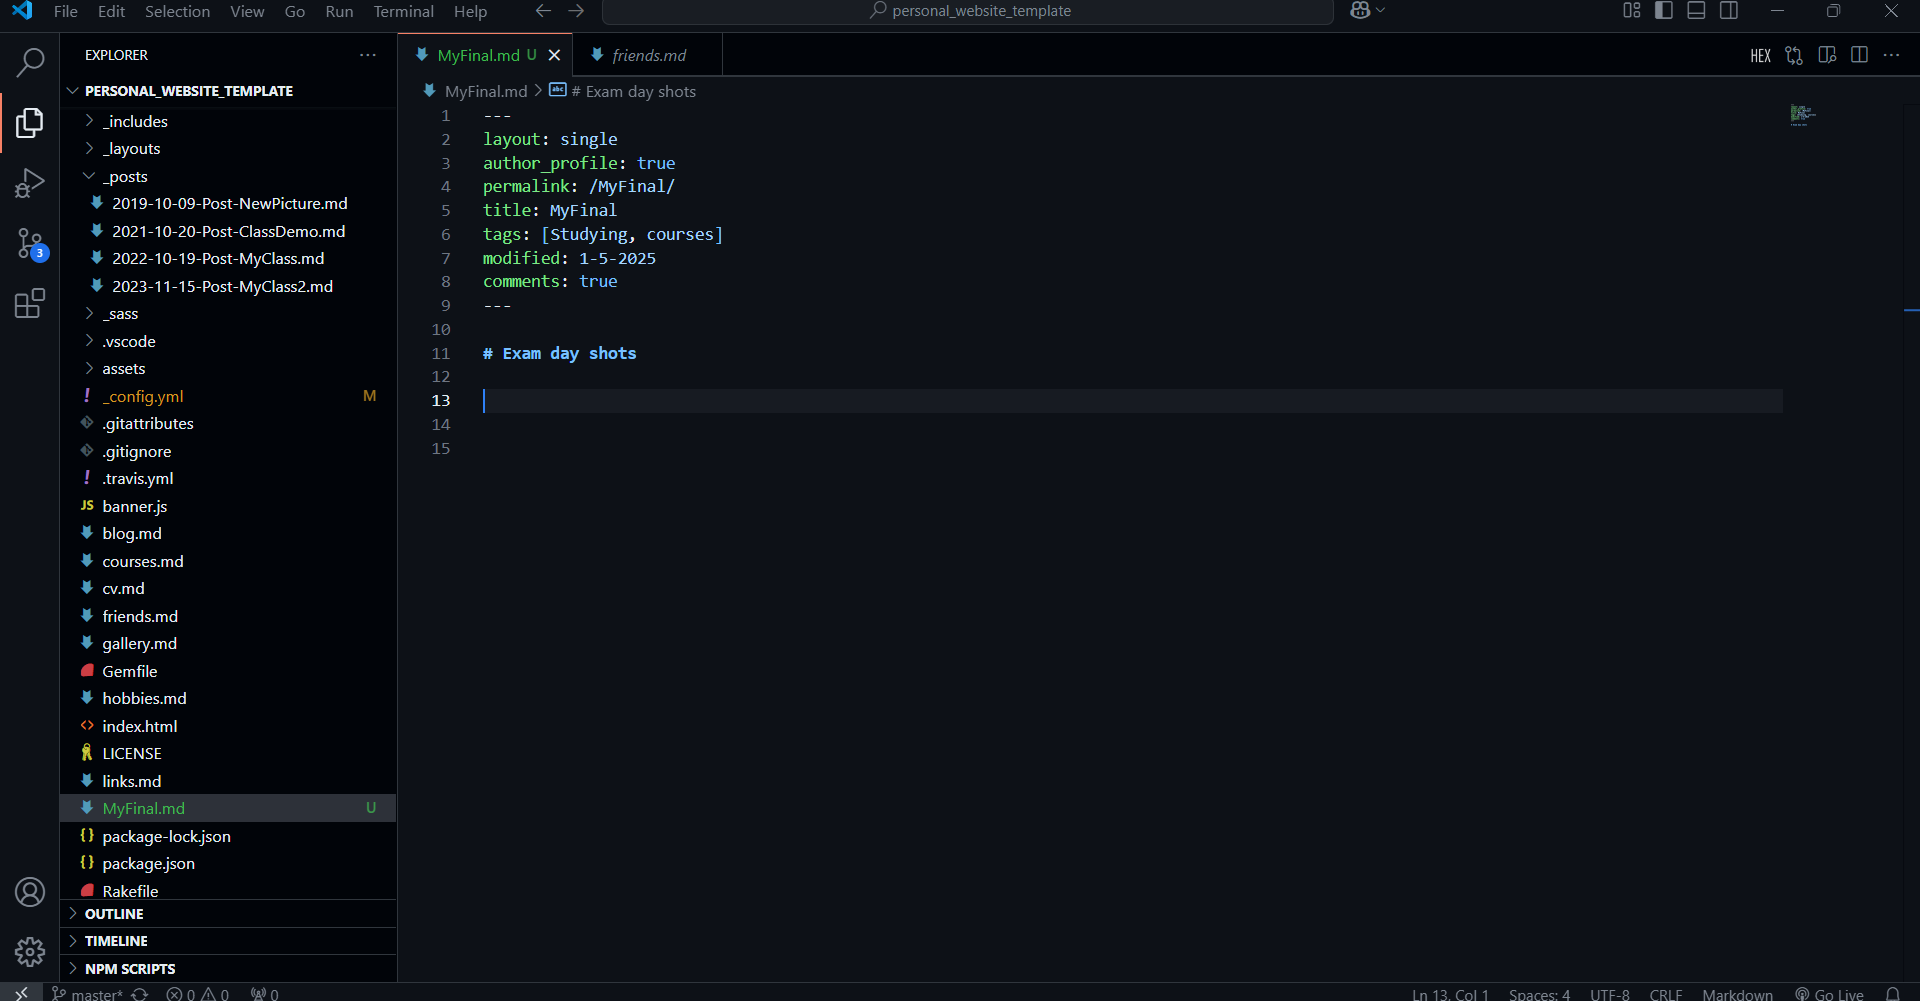 File Edit Selection View Go Run Terminal Help
personal_website_template
EXPLORER
MyFinal.md U
friends.md
HEX
PERSONAL_WEBSITE_TEMPLATE
_includes
_layouts
_posts
2019-10-09-Post-NewPicture.md
2021-10-20-Post-ClassDemo.md
2022-10-19-Post-MyClass.md
2023-11-15-Post-MyClass2.md
_sass
.vscode
assets
! _config.yml M
.gitattributes
.gitignore
! .travis.yml
JS banner.js
blog.md
courses.md
cv.md
friends.md
gallery.md
Gemfile
hobbies.md
<> index.html
LICENSE
links.md
MyFinal.md U
{} package-lock.json
{} package.json
Rakefile
OUTLINE
TIMELINE
NPM SCRIPTS
3
MyFinal.md > abc # Exam day shots
1 ---
2 layout: single
3 author_profile: true
4 permalink: /MyFinal/
5 title: MyFinal
6 tags: [Studying, courses]
7 modified: 1-5-2025
8 comments: true
9 ---
10
11 # Exam day shots
12
13
14
15
master* 0 0 0
Ln 13, Col 1 Spaces: 4 UTF-8 CRLF Markdown Go Live